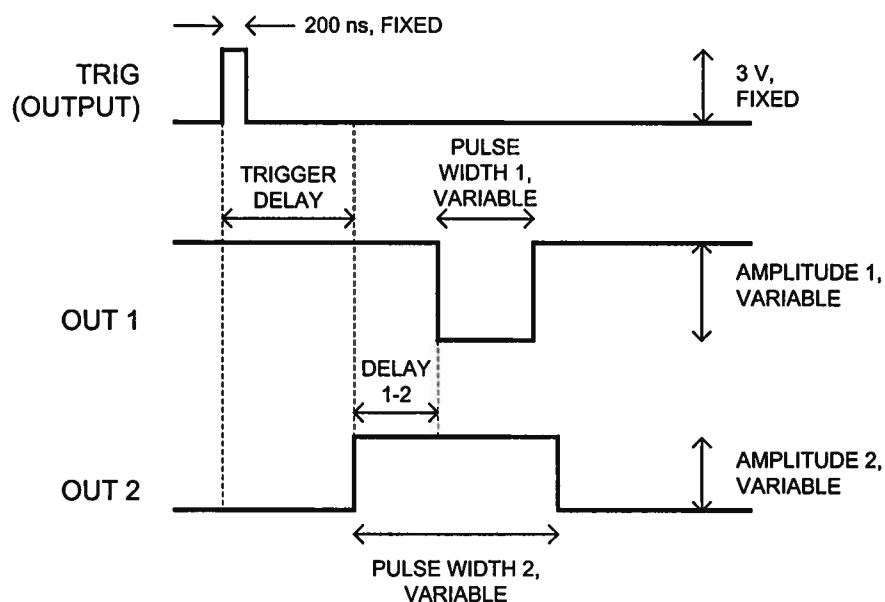 200 ns, FIXED
TRIG
(OUTPUT)
3 V,
FIXED
PULSE
WIDTH 1,
VARIABLE
TRIGGER
DELAY
AMPLITUDE 1,
VARIABLE
OUT 1
DELAY
1-2
AMPLITUDE 2,
VARIABLE
OUT 2
PULSE WIDTH 2,
VARIABLE